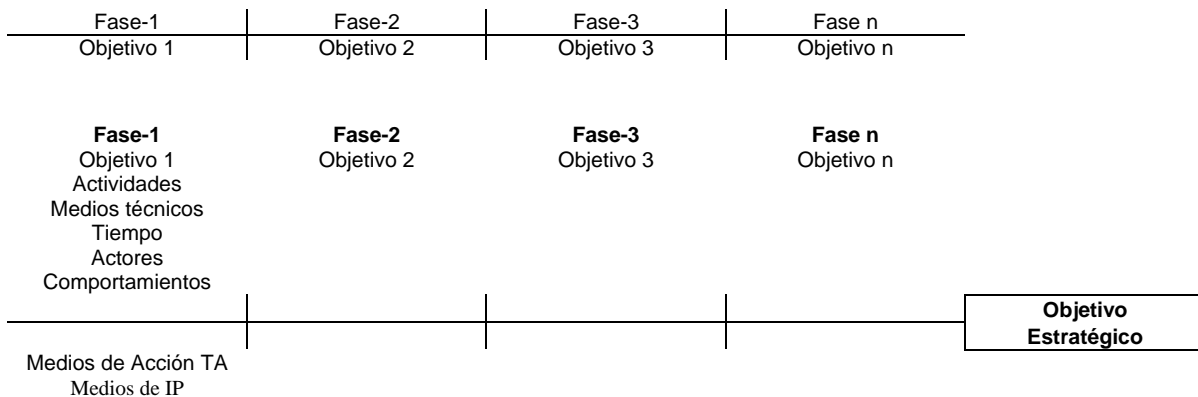 Fase-1 Fase-2 Fase-3 Fase n
Objetivo 1 Objetivo 2 Objetivo 3 Objetivo n
Fase-1 Fase-2 Fase-3 Fase n
Objetivo 1 Objetivo 2 Objetivo 3 Objetivo n
Actividades
Medios técnicos
Tiempo
Actores
Comportamientos
Objetivo
Estratégico
Medios de Acción TA
Medios de IP